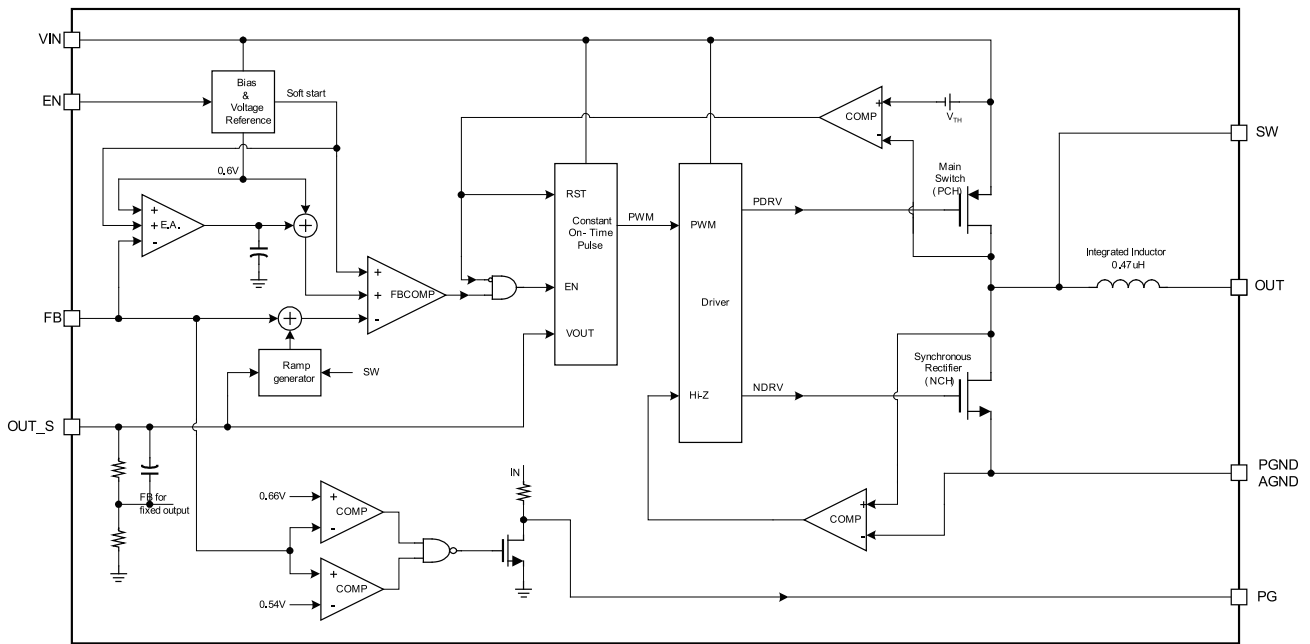 VIN
EN
FB
OUT_S
Bias
&
Voltage
Reference
Soft start
0.6V
+
+
-
E.A.
+
+
+
-
FBCOMP
+
Ramp
generator
SW
FB for
fixed output
RST
Constant
On- Time
Pulse
EN
VOUT
PWM
PWM
Driver
Hi-Z
PDRV
NDRV
COMP
+
-
VTH
Main
Switch
(PCH)
Integrated Inductor
0.47uH
Synchronous
Rectifier
(NCH)
COMP
+
-
0.66V
+
-
COMP
+
-
COMP
0.54V
IN
SW
OUT
PGND
AGND
PG